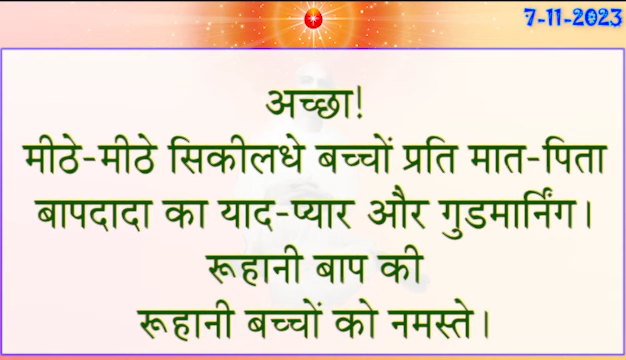 7-11-2023
अच्छा!
मीठे-मीठे सिकीलधे बच्चों प्रति मात-पिता
बापदादा का याद-प्यार और गुडमार्निंग।
रूहानी बाप की
रूहानी बच्चों को नमस्ते।